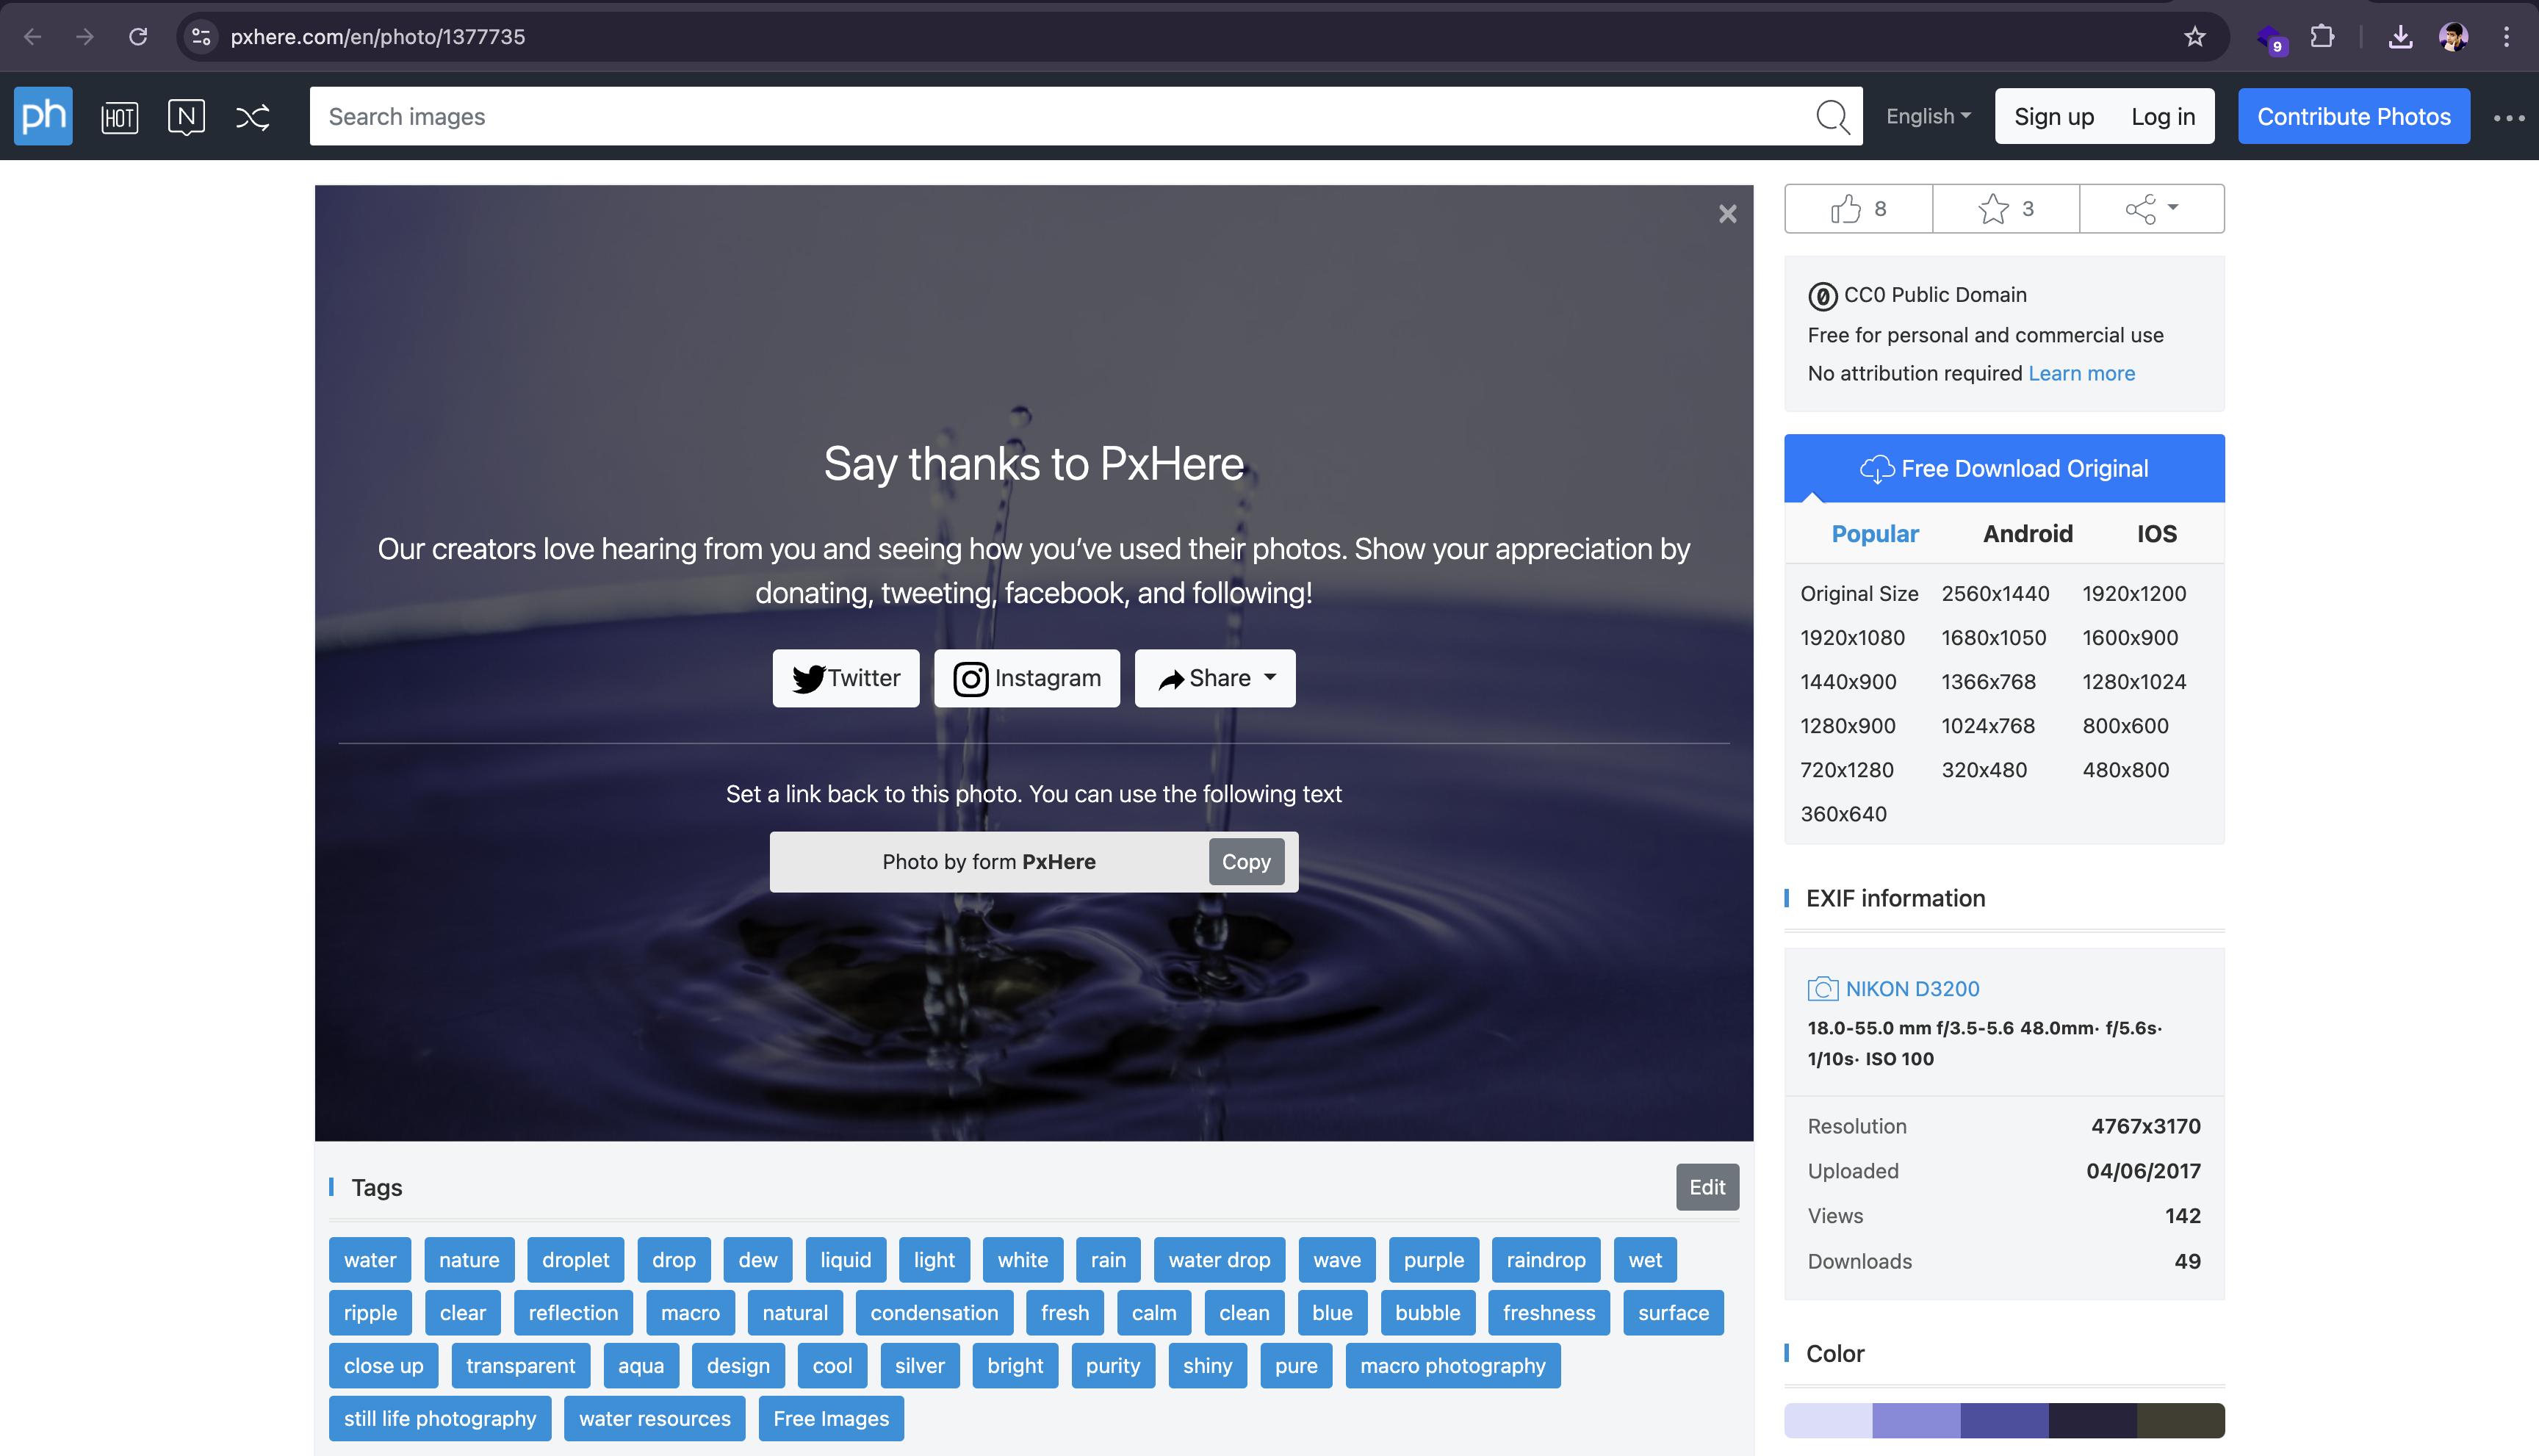 pxhere.com/en/photo/1377735
9
ph
HOT
N
Search images
English
Sign up
Log in
Contribute Photos
Say thanks to PxHere
Our creators love hearing from you and seeing how you’ve used their photos. Show your appreciation by
donating, tweeting, facebook, and following!
Twitter
Instagram
Share
Set a link back to this photo. You can use the following text
Photo by form PxHere
Copy
Tags
Edit
water nature droplet drop dew liquid light white rain water drop wave purple raindrop wet
ripple clear reflection macro natural condensation fresh calm clean blue bubble freshness surface
close up transparent aqua design cool silver bright purity shiny pure macro photography
still life photography water resources Free Images
8
3
CC0 Public Domain
Free for personal and commercial use
No attribution required Learn more
Free Download Original
Popular Android IOS
Original Size 2560x1440 1920x1200
1920x1080 1680x1050 1600x900
1440x900 1366x768 1280x1024
1280x900 1024x768 800x600
720x1280 320x480 480x800
360x640
EXIF information
NIKON D3200
18.0-55.0 mm f/3.5-5.6 48.0mm· f/5.6s·
1/10s· ISO 100
Resolution 4767x3170
Uploaded 04/06/2017
Views 142
Downloads 49
Color